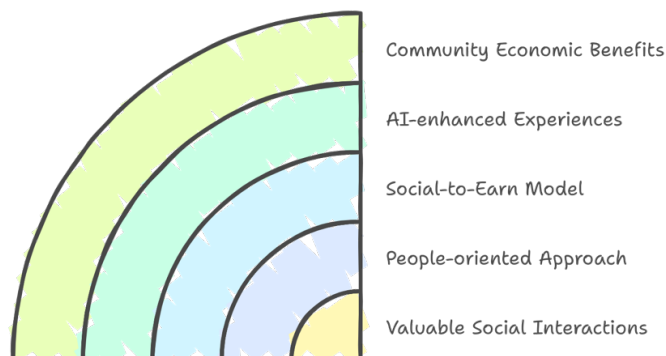 Community Economic Benefits
AI-enhanced Experiences
Social-to-Earn Model
People-oriented Approach
Valuable Social Interactions